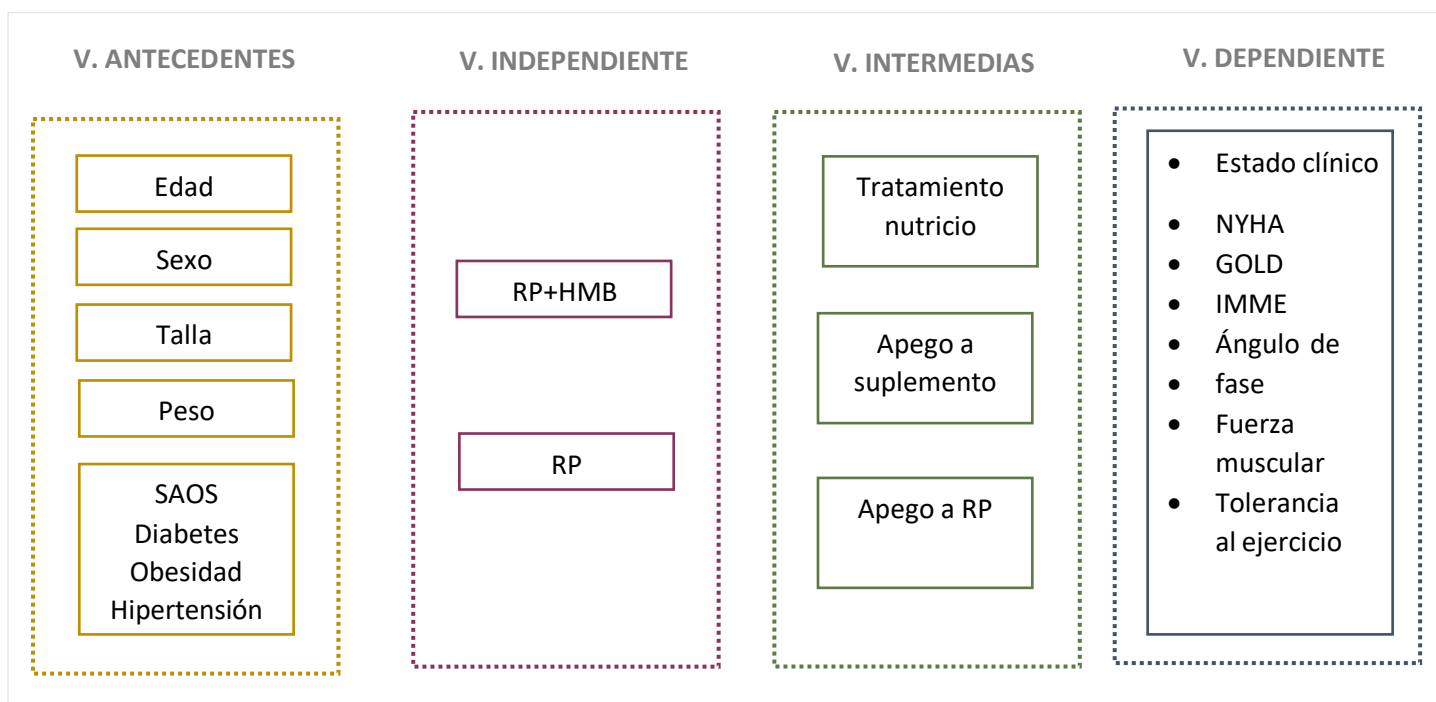 V. ANTECEDENTES
Edad
Sexo
Talla
Peso
SAOS
Diabetes
Obesidad
Hipertensión
V. INDEPENDIENTE
RP+HMB
RP
V. INTERMEDIAS
Tratamiento
nutricio
Apego a
suplemento
Apego a RP
V. DEPENDIENTE
• Estado clínico
• NYHA
• GOLD
• IMME
• Ángulo de
• fase
• Fuerza
muscular
• Tolerancia
al ejercicio